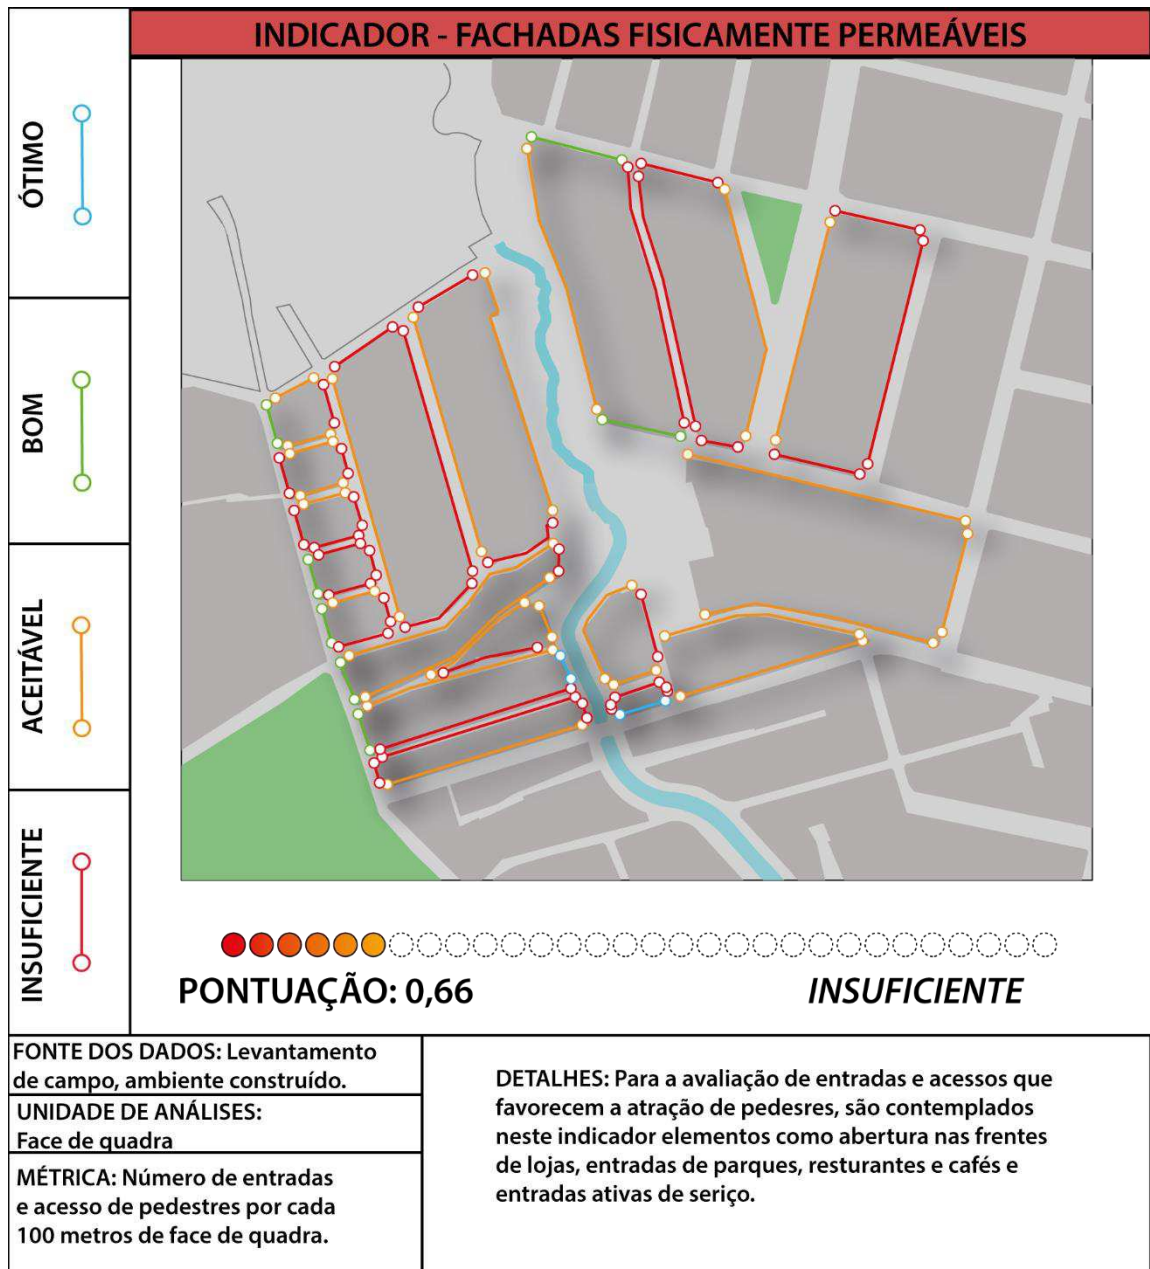 INDICADOR - FACHADAS FISICAMENTE PERMEÁVEIS
ÓTIMO
BOM
ACEITÁVEL
INSUFICIENTE
PONTUAÇÃO: 0,66
INSUFICIENTE
FONTE DOS DADOS: Levantamento
de campo, ambiente construído.
UNIDADE DE ANÁLISES:
Face de quadra
MÉTRICA: Número de entradas
e acesso de pedestres por cada
100 metros de face de quadra.
DETALHES: Para a avaliação de entradas e acessos que
favorecem a atração de pedesres, são contemplados
neste indicador elementos como abertura nas frentes
de lojas, entradas de parques, resturantes e cafés e
entradas ativas de seriço.